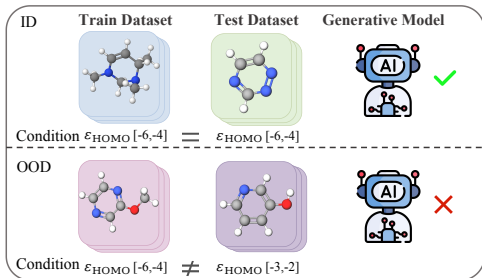 ID Train Dataset Test Dataset Generative Model
AI
Condition εHOMO [-6,-4] = εHOMO [-6,-4]
OOD
AI
Condition εHOMO [-6,-4] ≠ εHOMO [-3,-2]